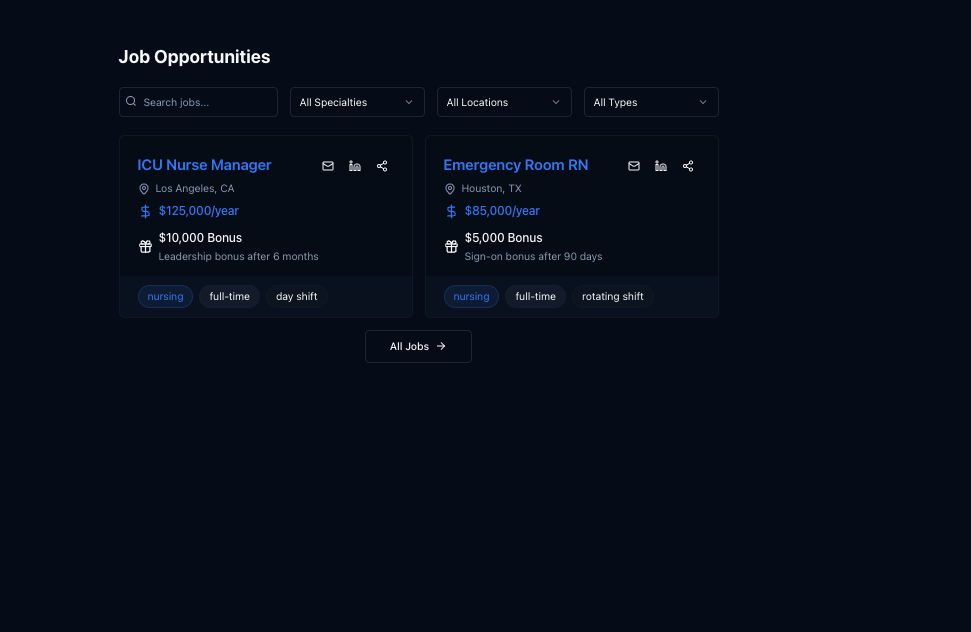 Job Opportunities
Search jobs...
All Specialties
All Locations
All Types
ICU Nurse Manager
Los Angeles, CA
$125,000/year
$10,000 Bonus
Leadership bonus after 6 months
nursing full-time day shift
Emergency Room RN
Houston, TX
$85,000/year
$5,000 Bonus
Sign-on bonus after 90 days
nursing full-time rotating shift
All Jobs